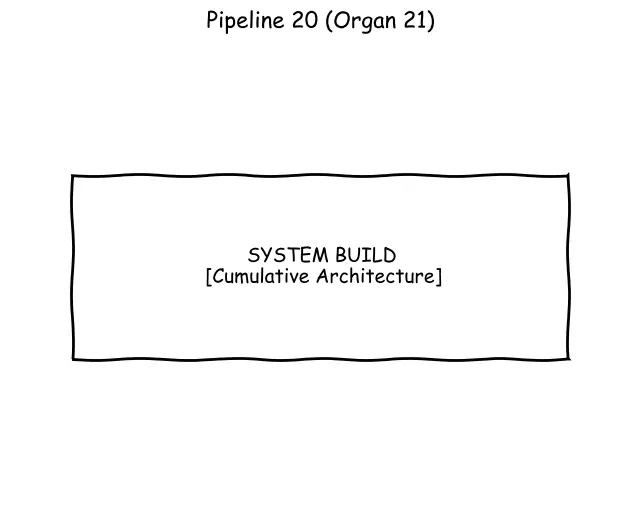 Pipeline 20 (Organ 21)
SYSTEM BUILD
[Cumulative Architecture]